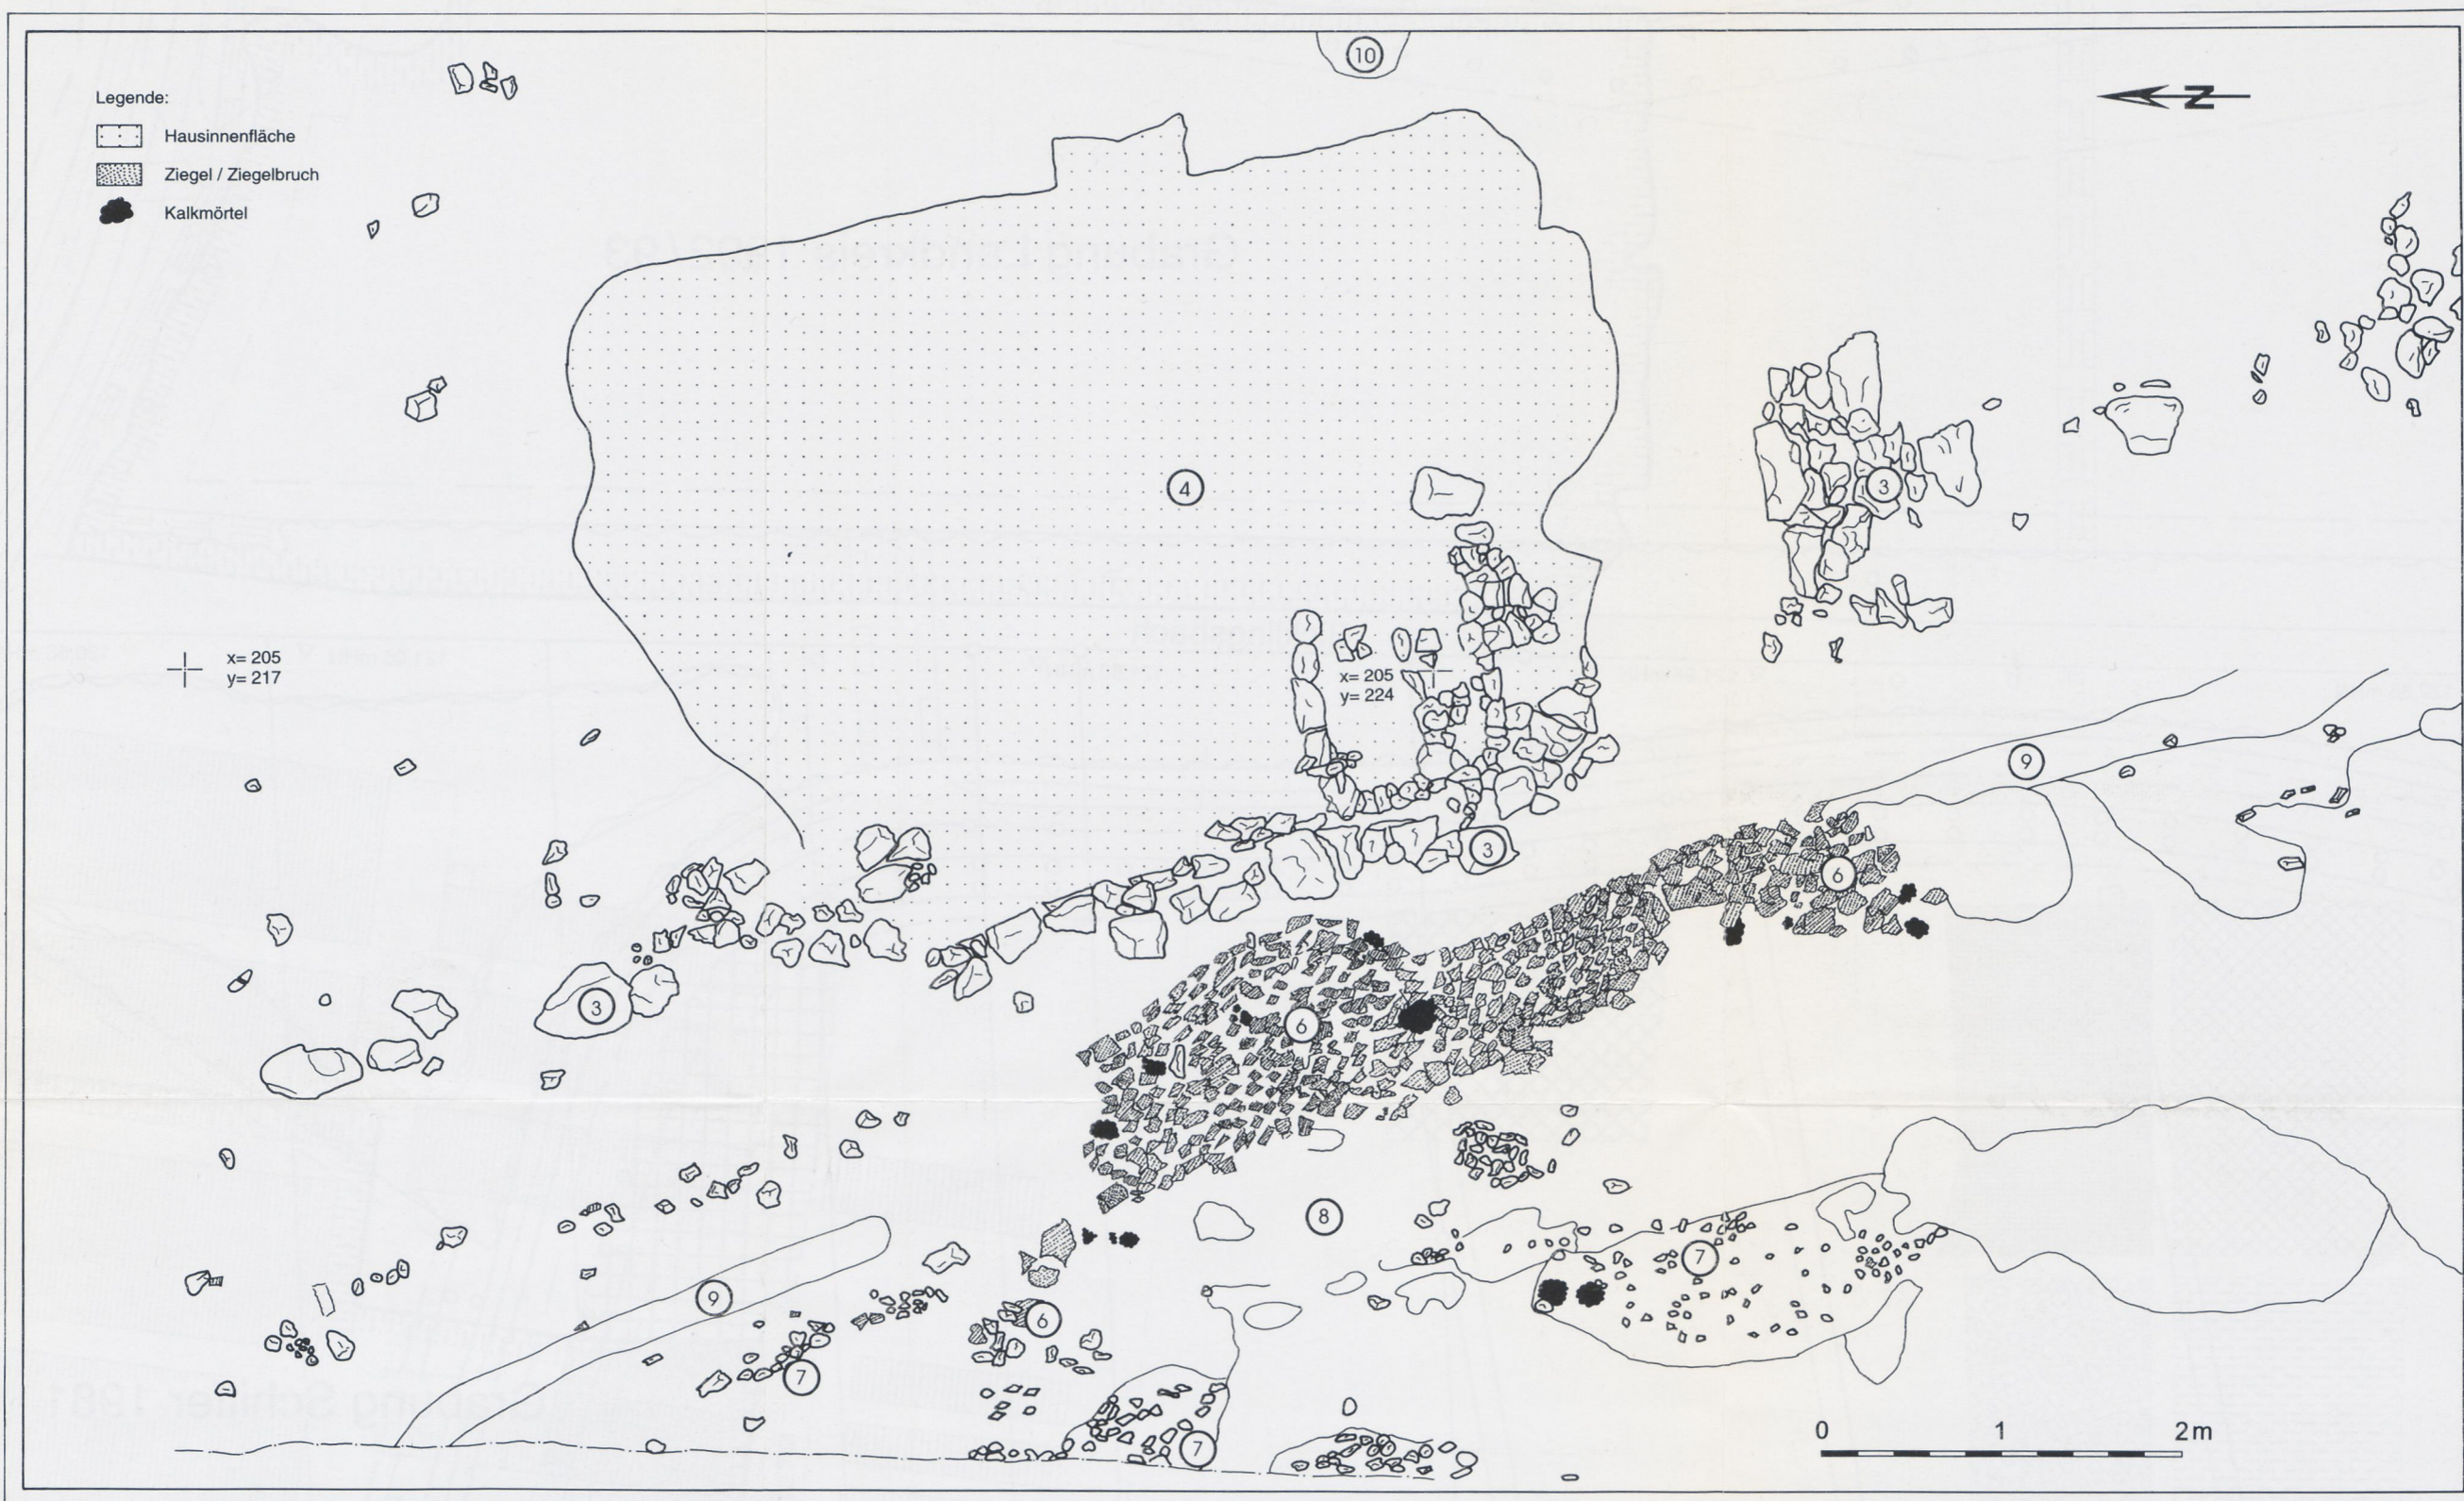 10
N
Legende:
Hausinnenfläche
Ziegel / Ziegelbruch
Kalkmörtel
4
3
x= 205
y= 217
x= 205
y= 224
9
3
6
3
6
8
7
9
6
7
7
0 1 2m